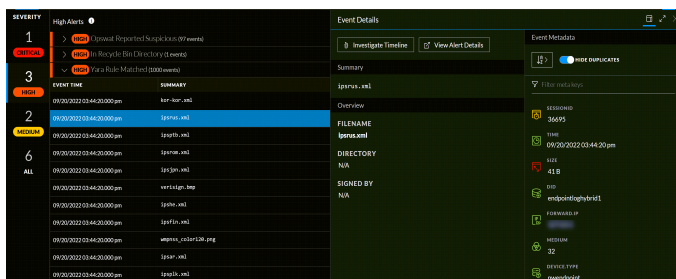 SEVERITY
1
CRITICAL
3
HIGH
2
MEDIUM
6
ALL
High Alerts
HIGH Opswat Reported Suspicious (97 events)
HIGH In Recycle Bin Directory (1 events)
HIGH Yara Rule Matched (1000 events)
EVENT TIME SUMMARY
09/20/2022 03:44:20.000 pm kor-kor.xml
09/20/2022 03:44:20.000 pm ipsrus.xml
09/20/2022 03:44:20.000 pm ipsptb.xml
09/20/2022 03:44:20.000 pm ipsrom.xml
09/20/2022 03:44:20.000 pm ipsjpn.xml
09/20/2022 03:44:20.000 pm verisign.bmp
09/20/2022 03:44:20.000 pm ipshe.xml
09/20/2022 03:44:20.000 pm ipsfin.xml
09/20/2022 03:44:20.000 pm wmpnss_color120.png
09/20/2022 03:44:20.000 pm ipsar.xml
09/20/2022 03:44:20.000 pm ipsplk.xml
Event Details
Investigate Timeline
View Alert Details
Summary
ipsrus.xml
Overview
FILENAME
ipsrus.xml
DIRECTORY
N/A
SIGNED BY
N/A
Event Metadata
HIDE DUPLICATES
Filter meta keys
SESSIONID
36695
TIME
09/20/2022 03:44:20 pm
SIZE
41 B
DID
endpointloghybrid1
FORWARD.IP
MEDIUM
32
DEVICE.TYPE
nwendpoint